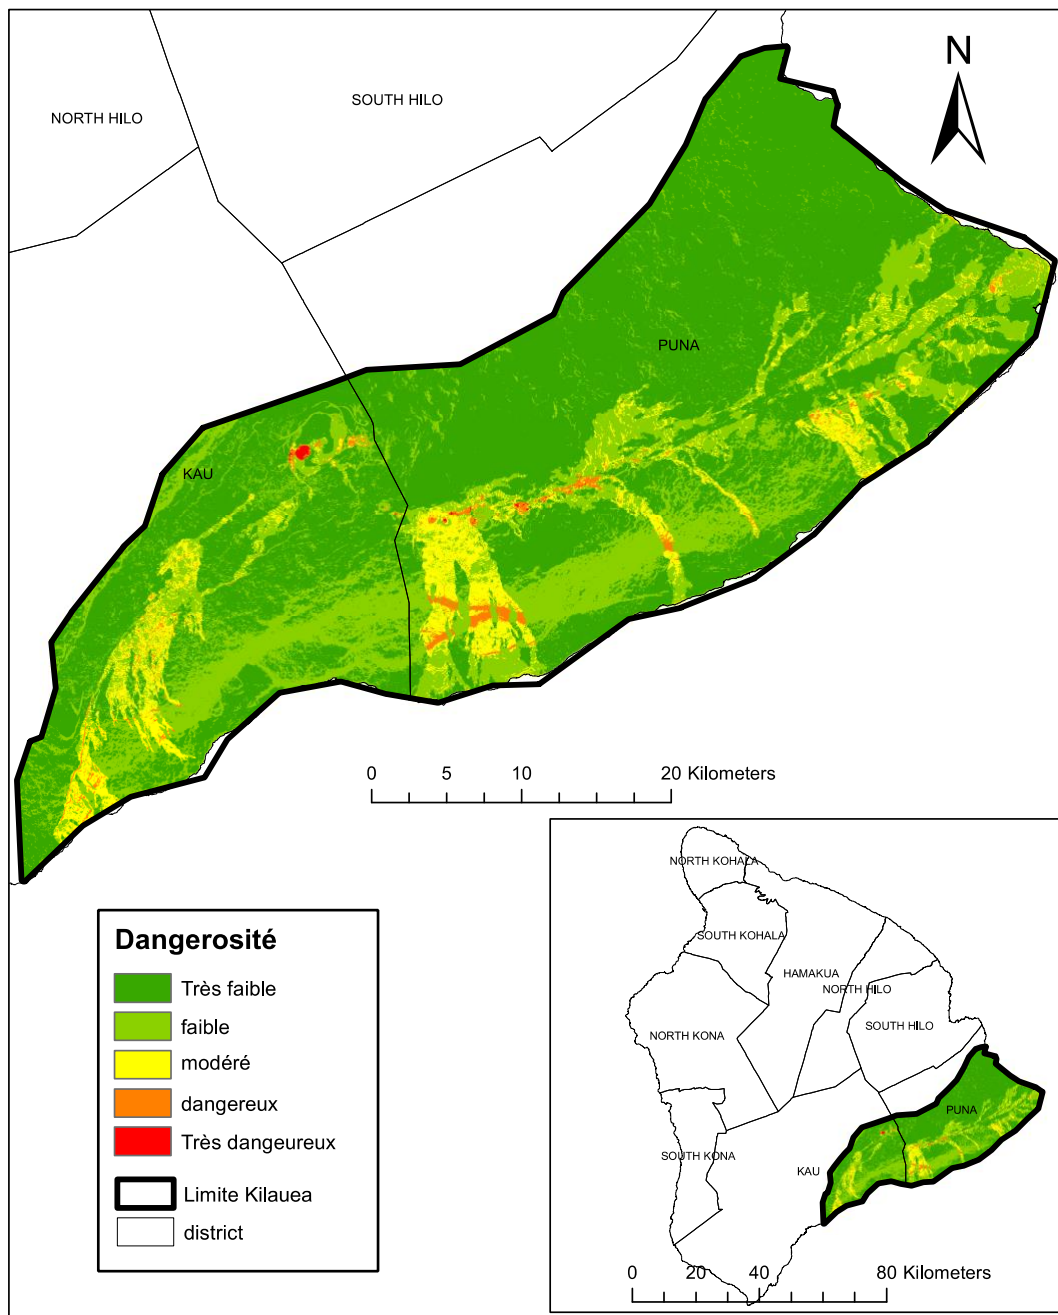 N
NORTH HILO
SOUTH HILO
PUNA
KAU
0 5 10 20 Kilometers
Dangerosité
Très faible
faible
modéré
dangereux
Très dangeureux
Limite Kilauea
district
NORTH KOHALA
SOUTH KOHALA
HAMAKUA
NORTH HILO
SOUTH HILO
NORTH KONA
PUNA
SOUTH KONA
KAU
0 20 40 80 Kilometers